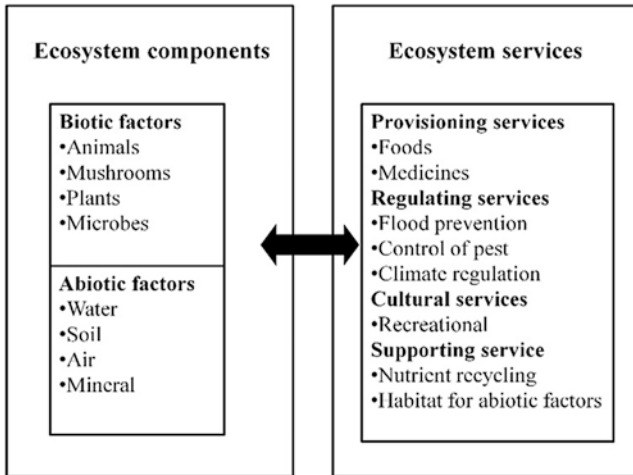 Ecosystem components
Biotic factors
•Animals
•Mushrooms
•Plants
•Microbes
Abiotic factors
•Water
•Soil
•Air
•Mineral
Ecosystem services
Provisioning services
•Foods
•Medicines
Regulating services
•Flood prevention
•Control of pest
•Climate regulation
Cultural services
•Recreational
Supporting service
•Nutrient recycling
•Habitat for abiotic factors